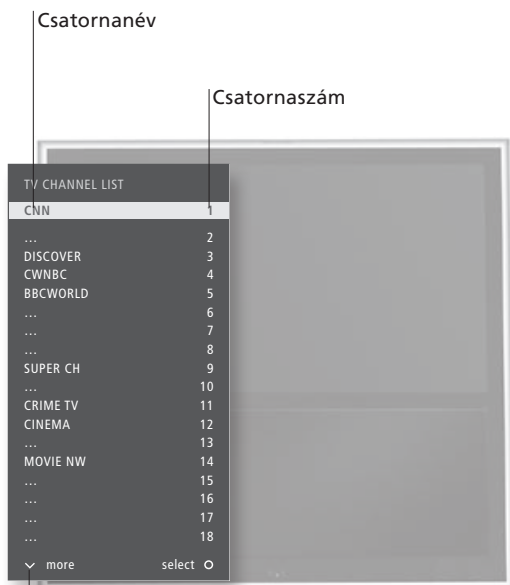 Csatornanév
Csatornaszám
TV CHANNEL LIST
CNN 1
... 2
DISCOVER 3
CWNBC 4
BBCWORLD 5
... 6
... 7
... 8
SUPER CH 9
... 10
CRIME TV 11
CINEMA 12
... 13
MOVIE NW 14
... 15
... 16
... 17
... 18
more select